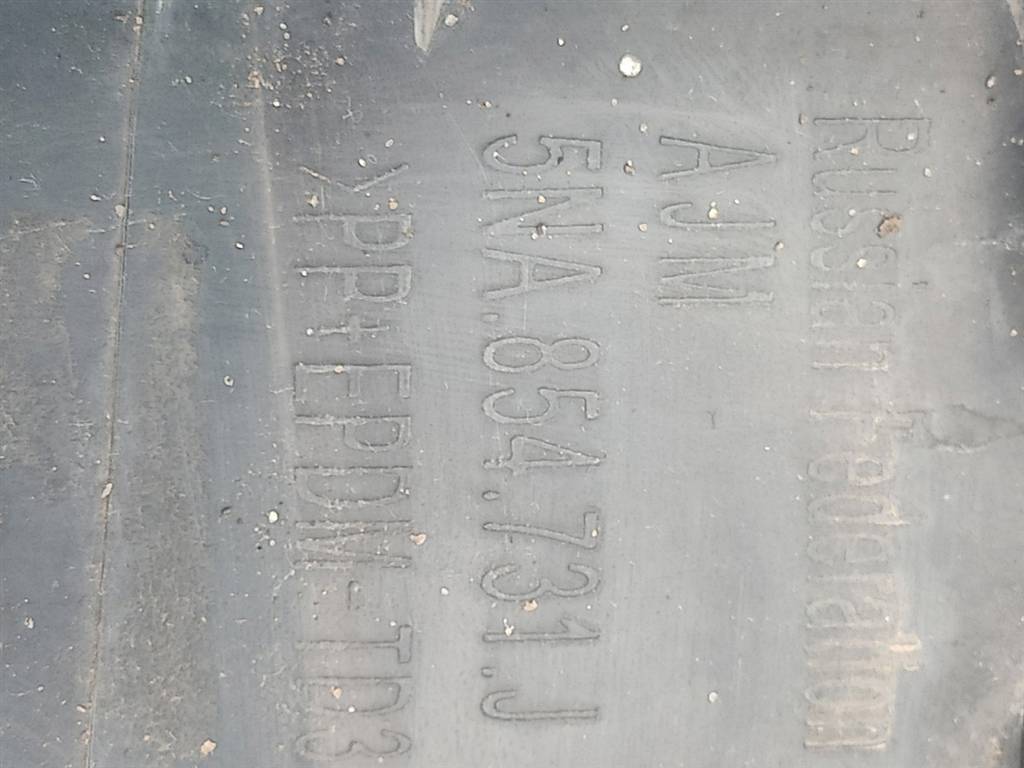 Russian Federation
AJM
5NA.854.731.J
>PP+EPDM-TD3